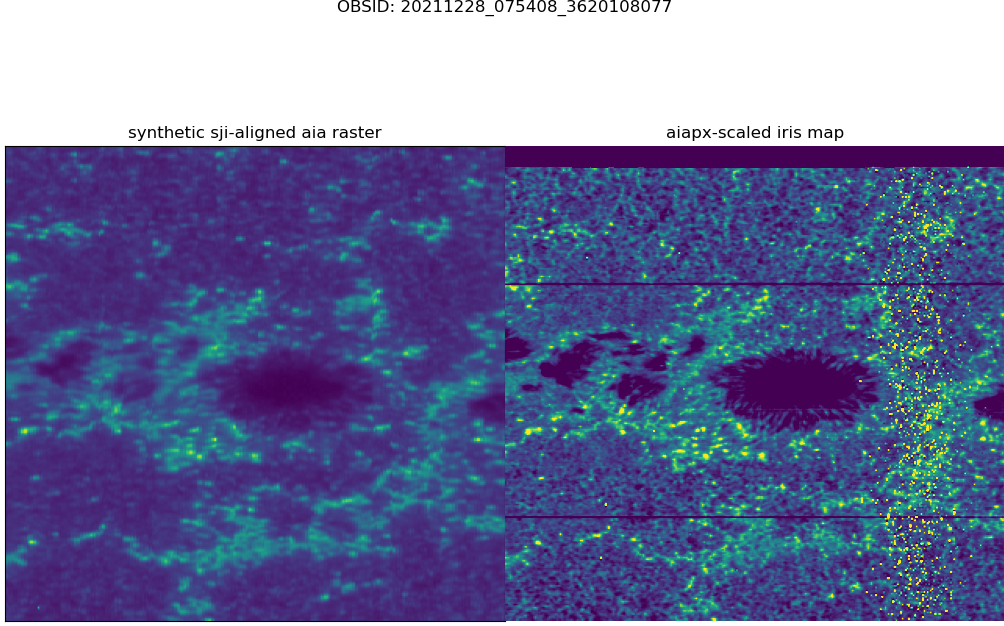 OBSID: 20211228_075408_3620108077
synthetic sji-aligned aia raster
aiapx-scaled iris map